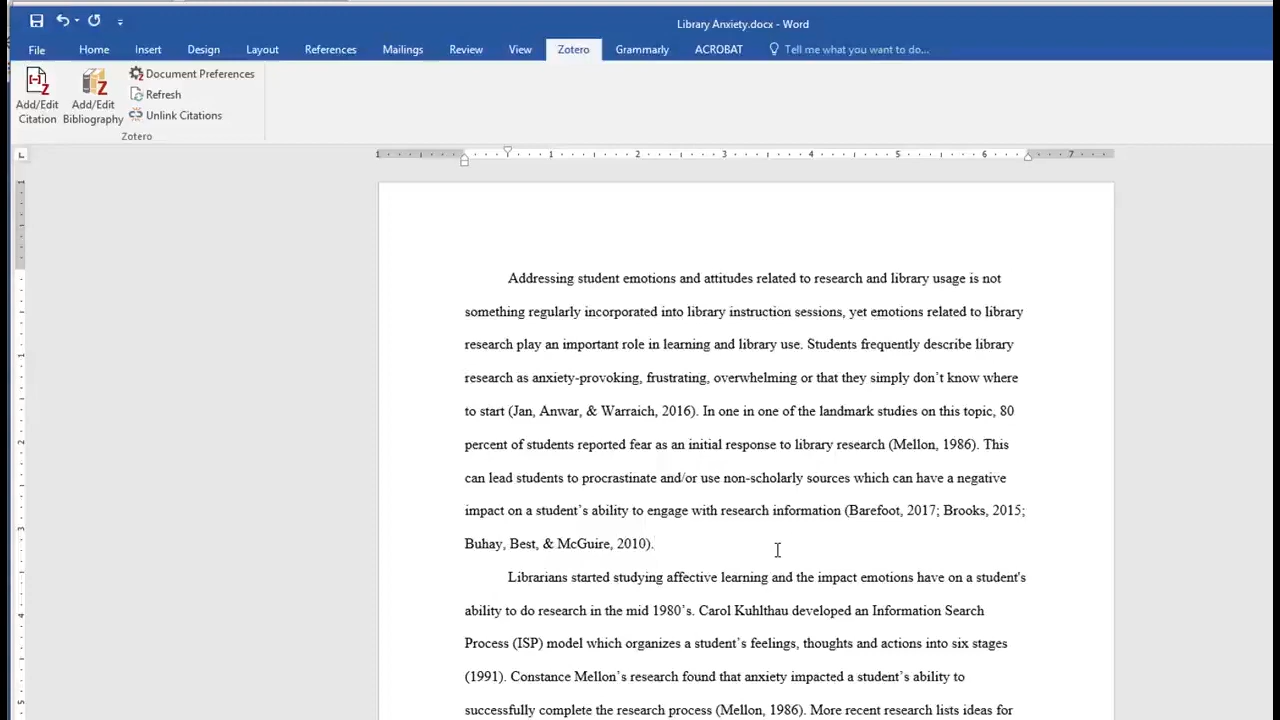 Library Anxiety.docx - Word
File Home Insert Design Layout References Mailings Review View Zotero Grammarly ACROBAT Tell me what you want to do...
Add/Edit Citation
Add/Edit Bibliography
Document Preferences
Refresh
Unlink Citations
Zotero
1 1 2 3 4 5 6 7
Addressing student emotions and attitudes related to research and library usage is not
something regularly incorporated into library instruction sessions, yet emotions related to library
research play an important role in learning and library use. Students frequently describe library
research as anxiety-provoking, frustrating, overwhelming or that they simply don’t know where
to start (Jan, Anwar, & Warraich, 2016). In one in one of the landmark studies on this topic, 80
percent of students reported fear as an initial response to library research (Mellon, 1986). This
can lead students to procrastinate and/or use non-scholarly sources which can have a negative
impact on a student’s ability to engage with research information (Barefoot, 2017; Brooks, 2015;
Buhay, Best, & McGuire, 2010).
Librarians started studying affective learning and the impact emotions have on a student's
ability to do research in the mid 1980’s. Carol Kuhlthau developed an Information Search
Process (ISP) model which organizes a student’s feelings, thoughts and actions into six stages
(1991). Constance Mellon’s research found that anxiety impacted a student’s ability to
successfully complete the research process (Mellon, 1986). More recent research lists ideas for